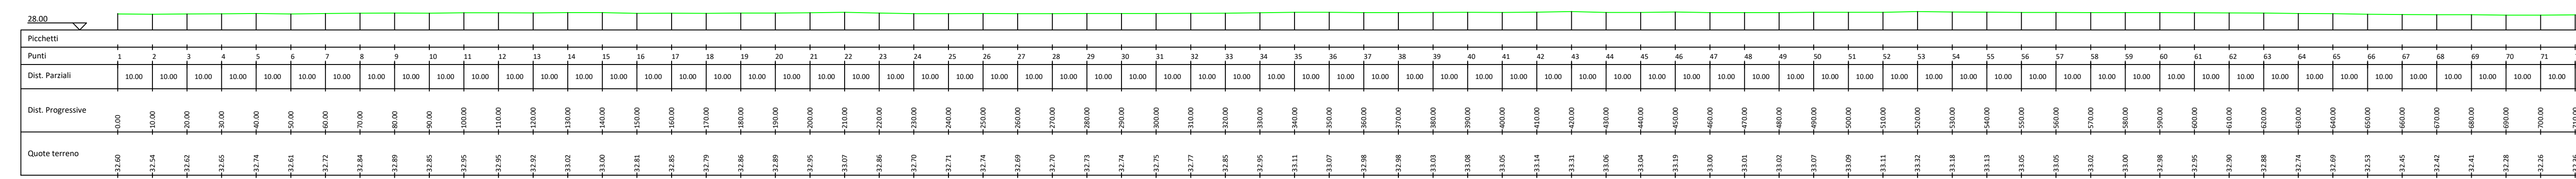 28.00
Picchetti
Punti 1 2 3 4 5 6 7 8 9 10 11 12 13 14 15 16 17 18 19 20 21 22 23 24 25 26 27 28 29 30 31 32 33 34 35 36 37 38 39 40 41 42 43 44 45 46 47 48 49 50 51 52 53 54 55 56 57 58 59 60 61 62 63 64 65 66 67 68 69 70 71
Dist. Parziali 10.00 10.00 10.00 10.00 10.00 10.00 10.00 10.00 10.00 10.00 10.00 10.00 10.00 10.00 10.00 10.00 10.00 10.00 10.00 10.00 10.00 10.00 10.00 10.00 10.00 10.00 10.00 10.00 10.00 10.00 10.00 10.00 10.00 10.00 10.00 10.00 10.00 10.00 10.00 10.00 10.00 10.00 10.00 10.00 10.00 10.00 10.00 10.00 10.00 10.00 10.00 10.00 10.00 10.00 10.00 10.00 10.00 10.00 10.00 10.00 10.00 10.00 10.00 10.00 10.00 10.00 10.00 10.00 10.00 10.00 10.00
Dist. Progressive 0.00 10.00 20.00 30.00 40.00 50.00 60.00 70.00 80.00 90.00 100.00 110.00 120.00 130.00 140.00 150.00 160.00 170.00 180.00 190.00 200.00 210.00 220.00 230.00 240.00 250.00 260.00 270.00 280.00 290.00 300.00 310.00 320.00 330.00 340.00 350.00 360.00 370.00 380.00 390.00 400.00 410.00 420.00 430.00 440.00 450.00 460.00 470.00 480.00 490.00 500.00 510.00 520.00 530.00 540.00 550.00 560.00 570.00 580.00 590.00 600.00 610.00 620.00 630.00 640.00 650.00 660.00 670.00 680.00 690.00 700.00
Quote terreno 32.60 32.54 32.62 32.65 32.74 32.61 32.72 32.84 32.89 32.85 32.95 32.95 32.92 33.02 33.00 32.81 32.85 32.79 32.86 32.89 32.95 33.07 32.86 32.70 32.71 32.74 32.69 32.70 32.73 32.74 32.75 32.77 32.85 32.95 33.11 33.07 32.98 32.98 33.03 33.08 33.05 33.14 33.31 33.06 33.04 33.19 33.00 33.01 33.02 33.07 33.09 33.11 33.32 33.18 33.13 33.05 33.05 33.02 33.00 32.98 32.95 32.90 32.88 32.74 32.69 32.53 32.45 32.42 32.41 32.28 32.26